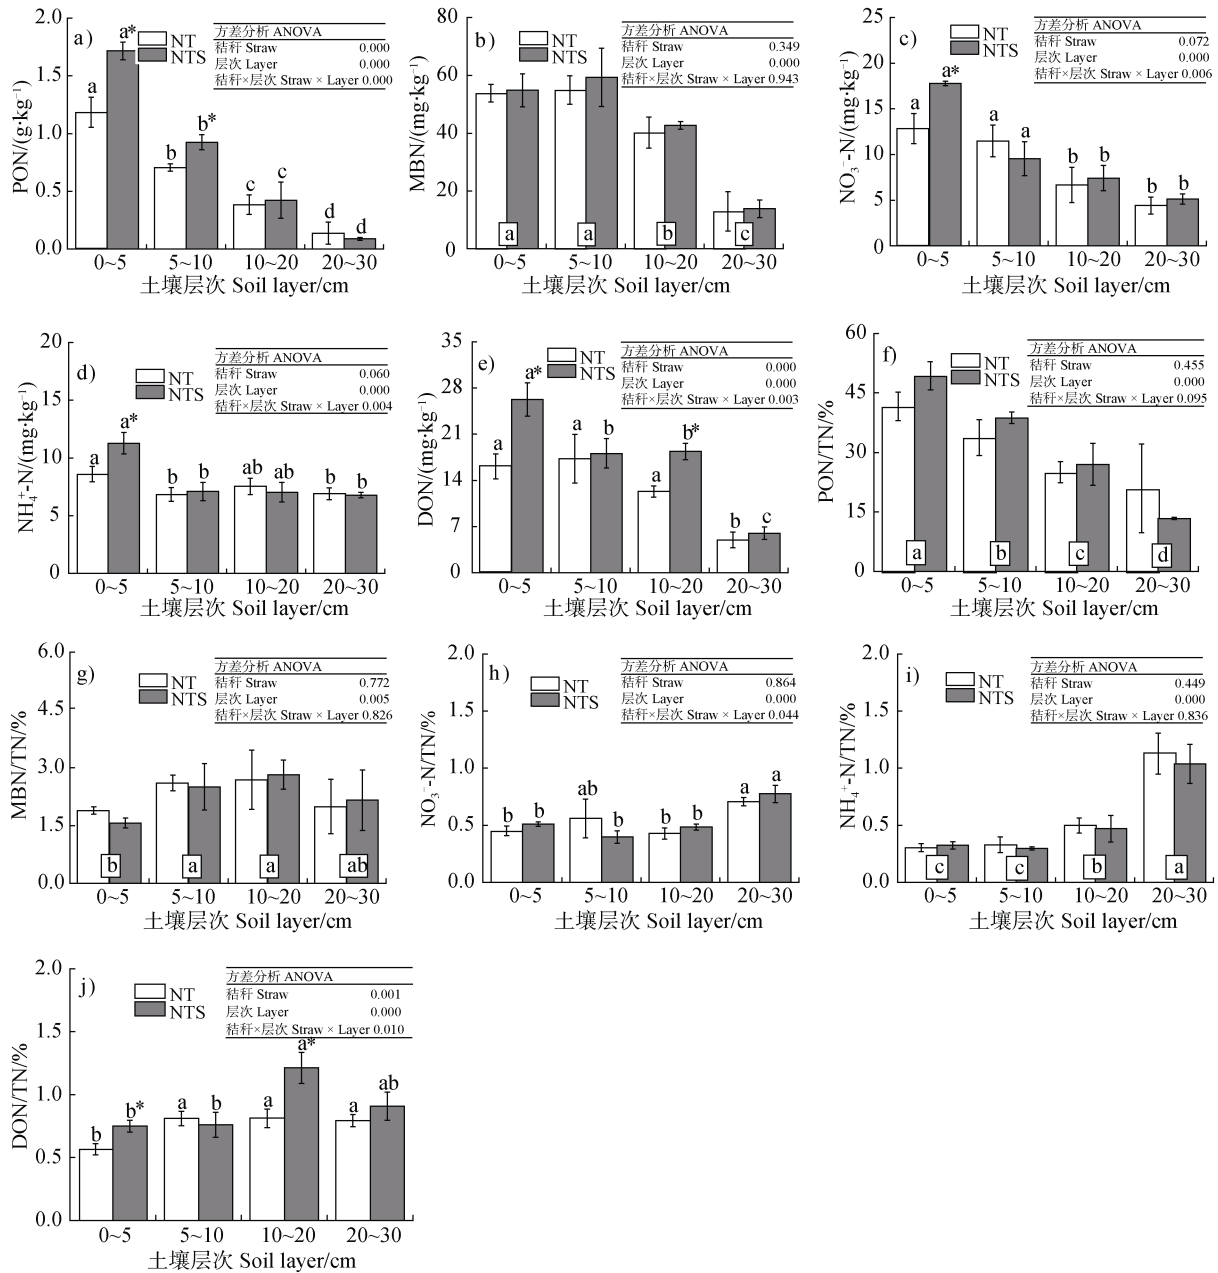 a)
NT
NTS
方差分析 ANOVA
秸秆 Straw 0.000
层次 Layer 0.000
秸秆×层次 Straw × Layer 0.000
PON/(g·kg⁻¹)
2.0
1.5
1.0
0.5
0.0
a a*
b b*
c c
d d
0~5 5~10 10~20 20~30
土壤层次 Soil layer/cm
b)
NT
NTS
方差分析 ANOVA
秸秆 Straw 0.349
层次 Layer 0.000
秸秆×层次 Straw × Layer 0.943
MBN/(mg·kg⁻¹)
80
60
40
20
0
a a b c
0~5 5~10 10~20 20~30
土壤层次 Soil layer/cm
c)
NT
NTS
方差分析 ANOVA
秸秆 Straw 0.072
层次 Layer 0.000
秸秆×层次 Straw × Layer 0.006
NO₃⁻-N/(mg·kg⁻¹)
25
20
15
10
5
0
a a*
a a
b b
b b
0~5 5~10 10~20 20~30
土壤层次 Soil layer/cm
d)
NT
NTS
方差分析 ANOVA
秸秆 Straw 0.060
层次 Layer 0.000
秸秆×层次 Straw × Layer 0.004
NH₄⁺-N/(mg·kg⁻¹)
20
15
10
5
0
a a*
b b
ab ab
b b
0~5 5~10 10~20 20~30
土壤层次 Soil layer/cm
e)
NT
NTS
方差分析 ANOVA
秸秆 Straw 0.000
层次 Layer 0.000
秸秆×层次 Straw × Layer 0.003
DON/(mg·kg⁻¹)
35
28
21
14
7
0
a a*
a b
a b*
b c
0~5 5~10 10~20 20~30
土壤层次 Soil layer/cm
f)
NT
NTS
方差分析 ANOVA
秸秆 Straw 0.455
层次 Layer 0.000
秸秆×层次 Straw × Layer 0.095
PON/TN/%
60
45
30
15
0
a b c d
0~5 5~10 10~20 20~30
土壤层次 Soil layer/cm
g)
NT
NTS
方差分析 ANOVA
秸秆 Straw 0.772
层次 Layer 0.005
秸秆×层次 Straw × Layer 0.826
MBN/TN/%
6.0
4.5
3.0
1.5
0.0
b a a ab
0~5 5~10 10~20 20~30
土壤层次 Soil layer/cm
h)
NT
NTS
方差分析 ANOVA
秸秆 Straw 0.864
层次 Layer 0.000
秸秆×层次 Straw × Layer 0.044
NO₃⁻-N/TN/%
2.0
1.5
1.0
0.5
0.0
b b
ab b
b b
a a
0~5 5~10 10~20 20~30
土壤层次 Soil layer/cm
i)
NT
NTS
方差分析 ANOVA
秸秆 Straw 0.449
层次 Layer 0.000
秸秆×层次 Straw × Layer 0.836
NH₄⁺-N/TN/%
2.0
1.5
1.0
0.5
0.0
c c b a
0~5 5~10 10~20 20~30
土壤层次 Soil layer/cm
j)
NT
NTS
方差分析 ANOVA
秸秆 Straw 0.001
层次 Layer 0.000
秸秆×层次 Straw × Layer 0.010
DON/TN/%
2.0
1.5
1.0
0.5
0.0
b b*
a b
a a*
a ab
0~5 5~10 10~20 20~30
土壤层次 Soil layer/cm